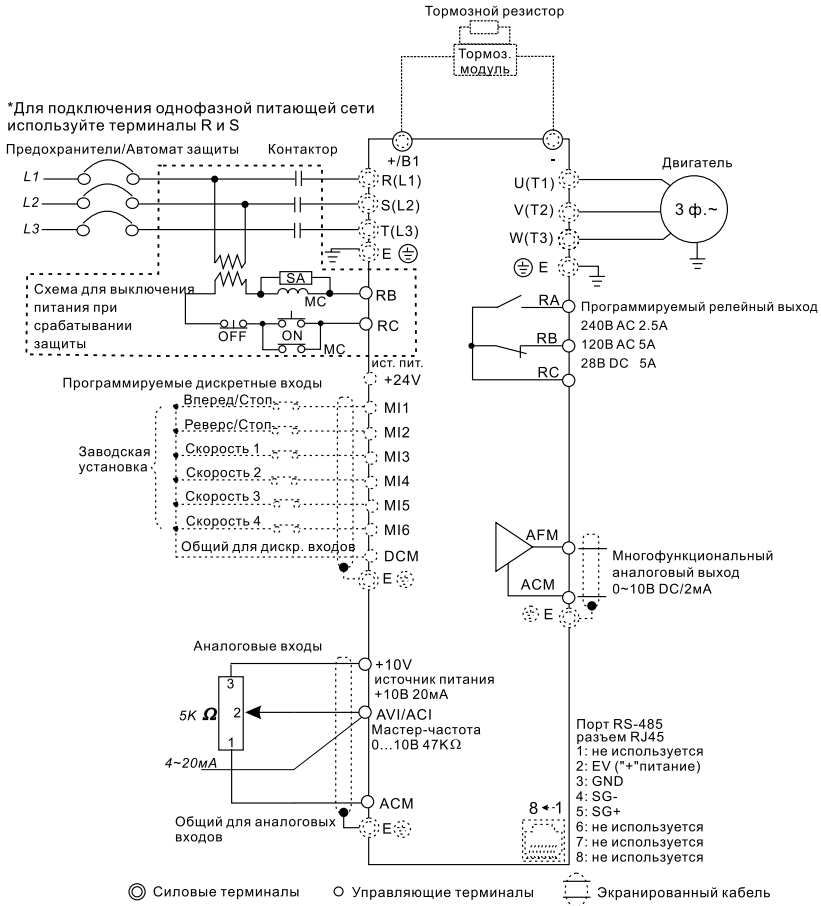 Тормозной резистор
Тормоз.
модуль
*Для подключения однофазной питающей сети
используйте терминалы R и S
Предохранители/Автомат защиты
Контактор
+/B1
-
Двигатель
L1
R(L1)
U(T1)
L2
S(L2)
V(T2)
3 ф.~
L3
T(L3)
W(T3)
E
E
Схема для выключения
питания при
срабатывании
защиты
SA
MC
RB
OFF
ON
MC
RC
RA
RB
RC
Программируемый релейный выход
240В AC 2.5A
120В AC 5A
28В DC 5A
ист. пит.
+24V
Программируемые дискретные входы
Заводская
установка
Вперед/Стоп
MI1
Реверс/Стоп
MI2
Скорость 1
MI3
Скорость 2
MI4
Скорость 3
MI5
Скорость 4
MI6
Общий для дискр. входов
DCM
E
AFM
ACM
E
Многофункциональный
аналоговый выход
0~10В DC/2мА
Аналоговые входы
+10V
источник питания
+10В 20мА
3
5K Ω
2
1
AVI/ACI
Мастер-частота
0...10В 47KΩ
4~20мА
ACM
Общий для аналоговых
входов
E
Порт RS-485
разъем RJ45
1: не используется
2: EV ("+"питание)
3: GND
4: SG-
5: SG+
6: не используется
7: не используется
8: не используется
8 ◄-1
Силовые терминалы
Управляющие терминалы
Экранированный кабель